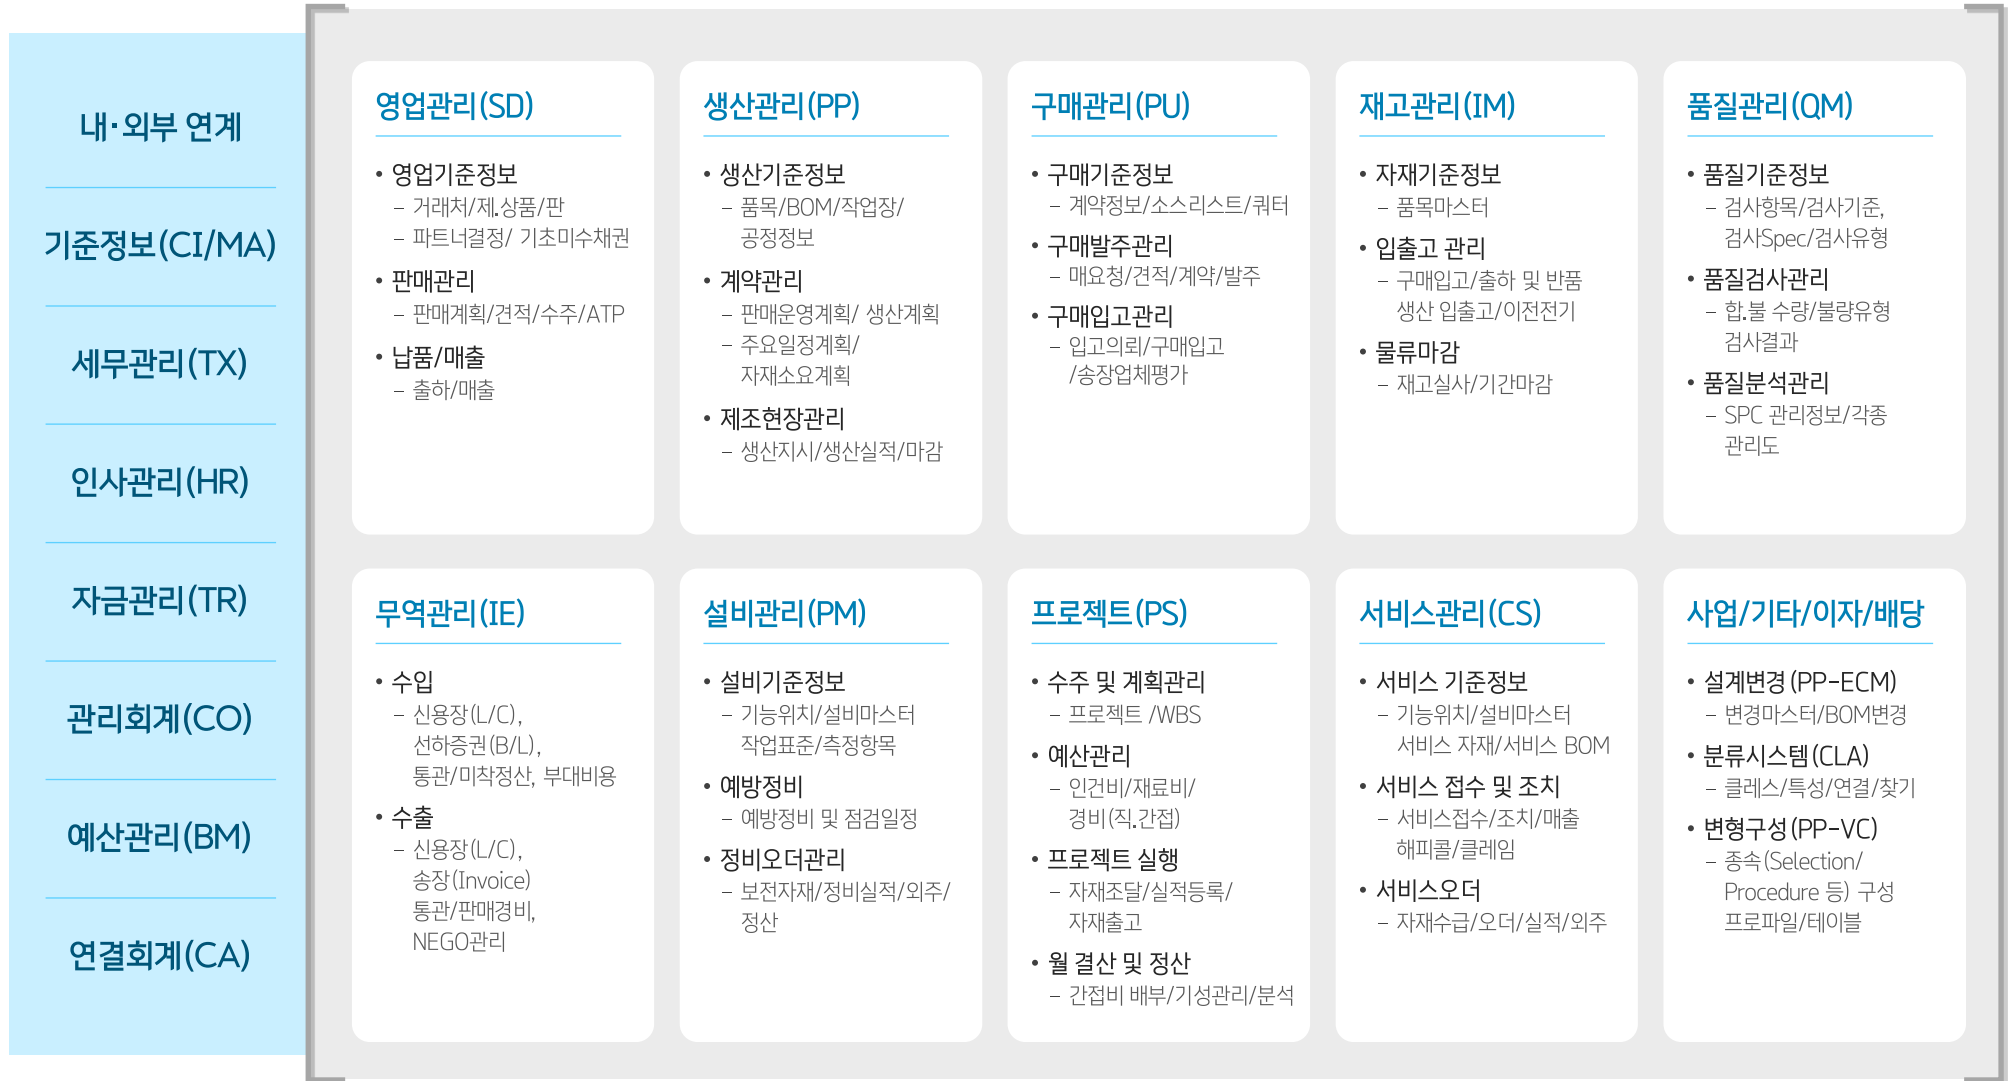 내·외부 연계
기준정보(CI/MA)
세무관리(TX)
인사관리(HR)
자금관리(TR)
관리회계(CO)
예산관리(BM)
연결회계(CA)
영업관리(SD)
• 영업기준정보
– 거래처/제.상품/판
– 파트너결정/ 기초미수채권
• 판매관리
– 판매계획/견적/수주/ATP
• 납품/매출
– 출하/매출
생산관리(PP)
• 생산기준정보
– 품목/BOM/작업장/
공정정보
• 계약관리
– 판매운영계획/ 생산계획
– 주요일정계획/
자재소요계획
• 제조현장관리
– 생산지시/생산실적/마감
구매관리(PU)
• 구매기준정보
– 계약정보/소스리스트/쿼터
• 구매발주관리
– 매요청/견적/계약/발주
• 구매입고관리
– 입고의뢰/구매입고
/송장업체평가
재고관리(IM)
• 자재기준정보
– 품목마스터
• 입출고 관리
– 구매입고/출하 및 반품
생산 입출고/이전전기
• 물류마감
– 재고실사/기간마감
품질관리(QM)
• 품질기준정보
– 검사항목/검사기준,
검사Spec/검사유형
• 품질검사관리
– 합.불 수량/불량유형
검사결과
• 품질분석관리
– SPC 관리정보/각종
관리도
무역관리(IE)
• 수입
– 신용장(L/C),
선하증권(B/L),
통관/미착정산, 부대비용
• 수출
– 신용장(L/C),
송장(Invoice)
통관/판매경비,
NEGO관리
설비관리(PM)
• 설비기준정보
– 기능위치/설비마스터
작업표준/측정항목
• 예방정비
– 예방정비 및 점검일정
• 정비오더관리
– 보전자재/정비실적/외주/
정산
프로젝트(PS)
• 수주 및 계획관리
– 프로젝트 /WBS
• 예산관리
– 인건비/재료비/
경비(직.간접)
• 프로젝트 실행
– 자재조달/실적등록/
자재출고
• 월 결산 및 정산
– 간접비 배부/기성관리/분석
서비스관리(CS)
• 서비스 기준정보
– 기능위치/설비마스터
서비스 자재/서비스 BOM
• 서비스 접수 및 조치
– 서비스접수/조치/매출
해피콜/클레임
• 서비스오더
– 자재수급/오더/실적/외주
사업/기타/이자/배당
• 설계변경(PP-ECM)
– 변경마스터/BOM변경
• 분류시스템(CLA)
– 클레스/특성/연결/찾기
• 변형구성(PP-VC)
– 종속(Selection/
Procedure 등) 구성
프로파일/테이블